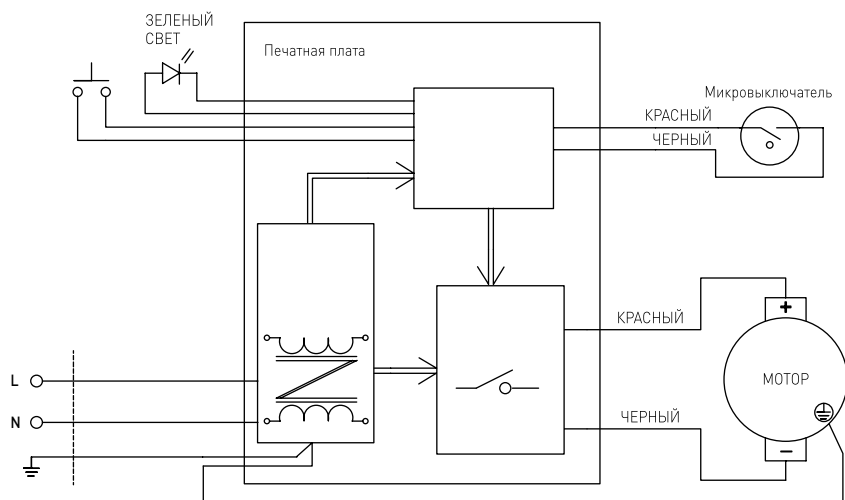 ЗЕЛЕНЫЙ
СВЕТ
Печатная плата
Микровыключатель
КРАСНЫЙ
ЧЕРНЫЙ
КРАСНЫЙ
+
L
МОТОР
N
ЧЕРНЫЙ
−